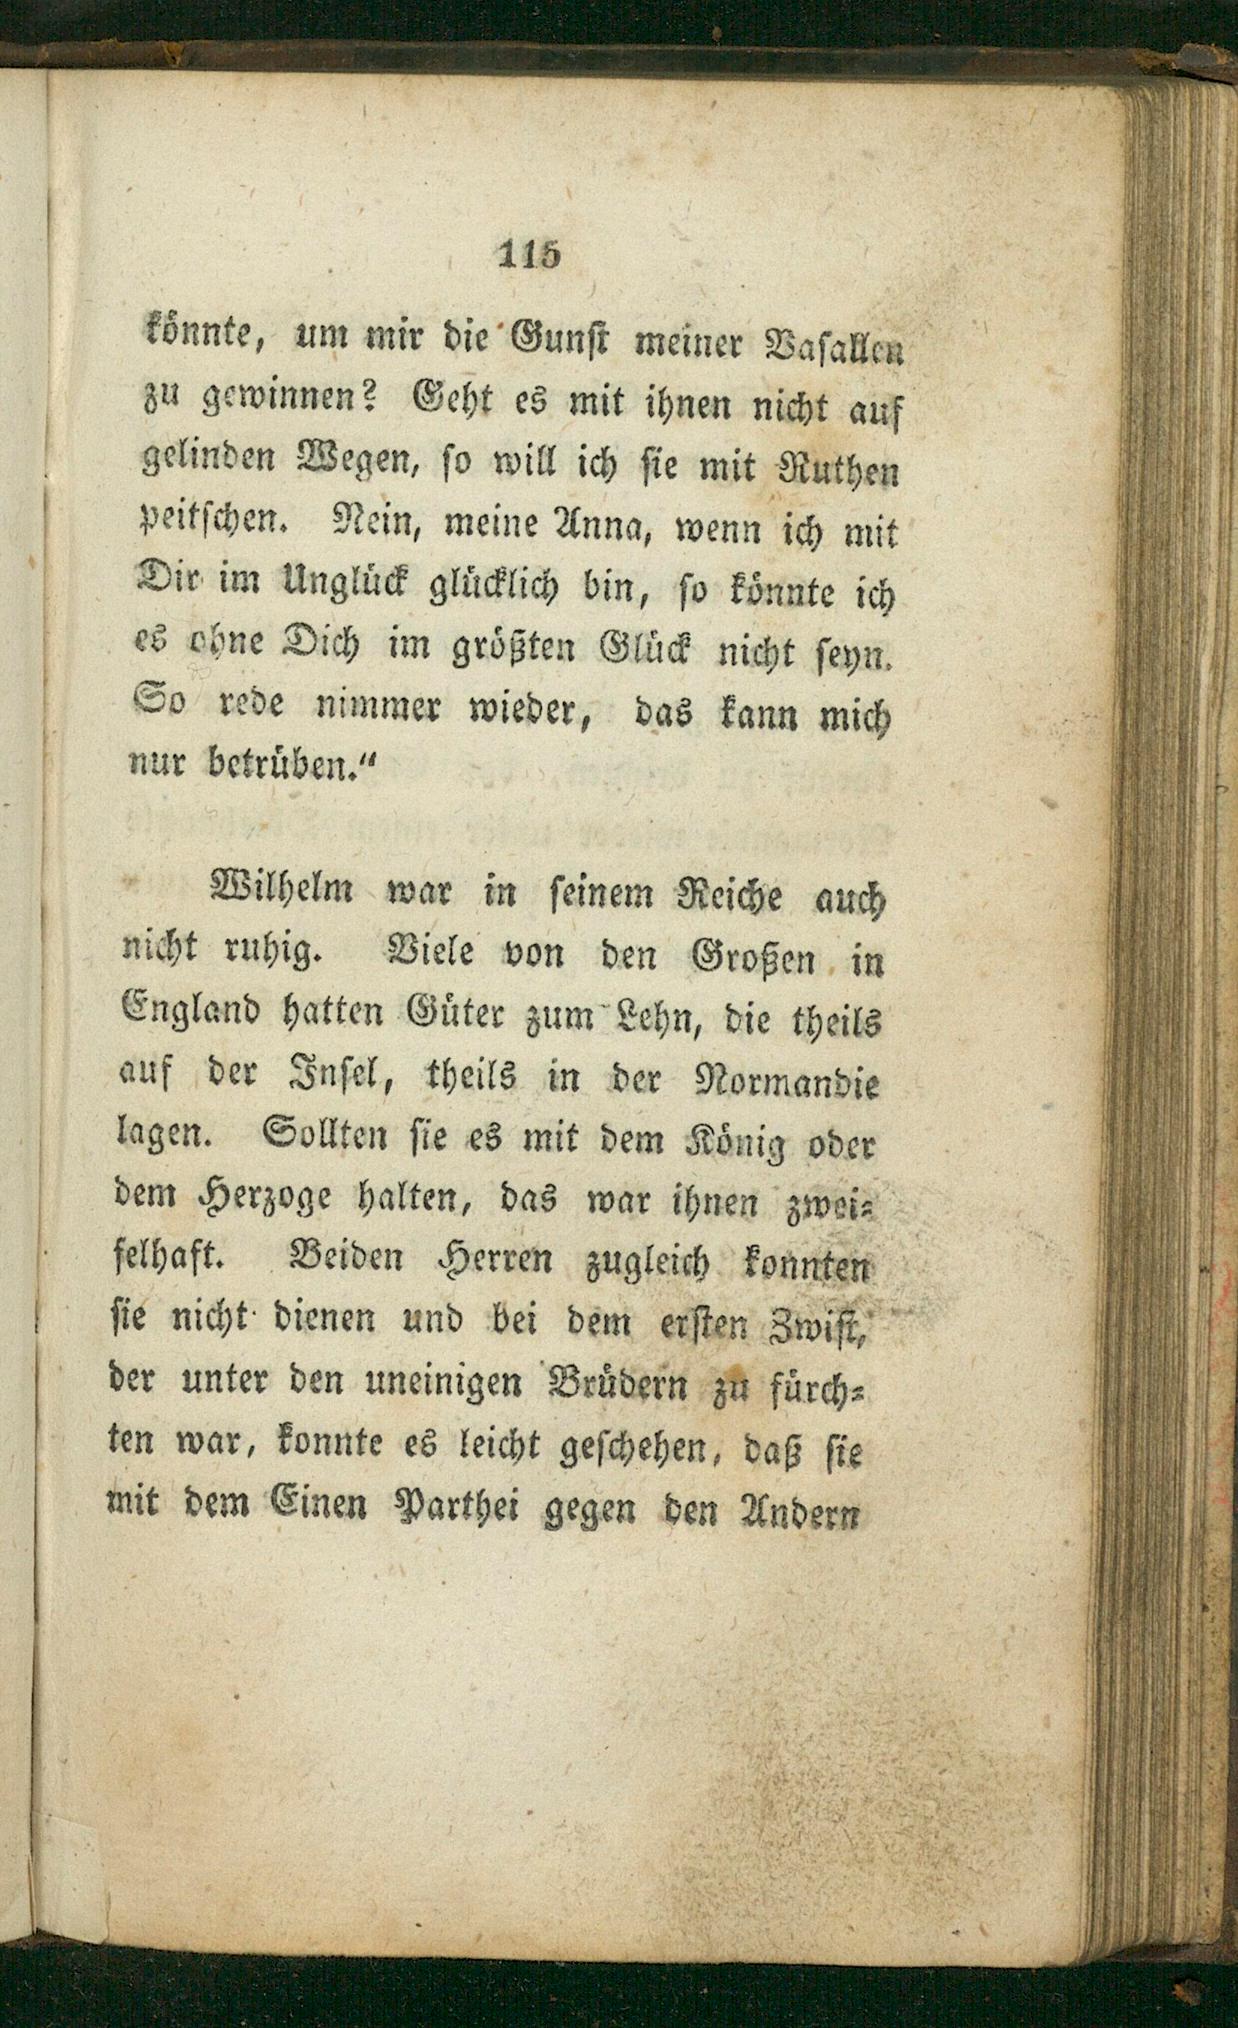 115
könnte, um mir die Gunst meiner Vasallen
zu gewinnen? Geht es mit ihnen nicht auf
gelinden Wegen, so will ich sie mit Ruthen
peitschen. Nein, meine Anna, wenn ich mit
Dir im Unglück glücklich bin, so könnte ich
es ohne Dich im größten Glück nicht seyn.
So rede nimmer wieder, das kann mich
nur betrüben.“
Wilhelm war in seinem Reiche auch
nicht ruhig. Viele von den Großen in
England hatten Güter zum Lehn, die theils
auf der Insel, theils in der Normandie
lagen. Sollten sie es mit dem König oder
dem Herzoge halten, das war ihnen zwei-
felhaft. Beiden Herren zugleich konnten
sie nicht dienen und bei dem ersten Zwist,
der unter den uneinigen Brüdern zu fürch-
ten war, konnte es leicht geschehen, daß sie
mit dem Einen Parthei gegen den Andern